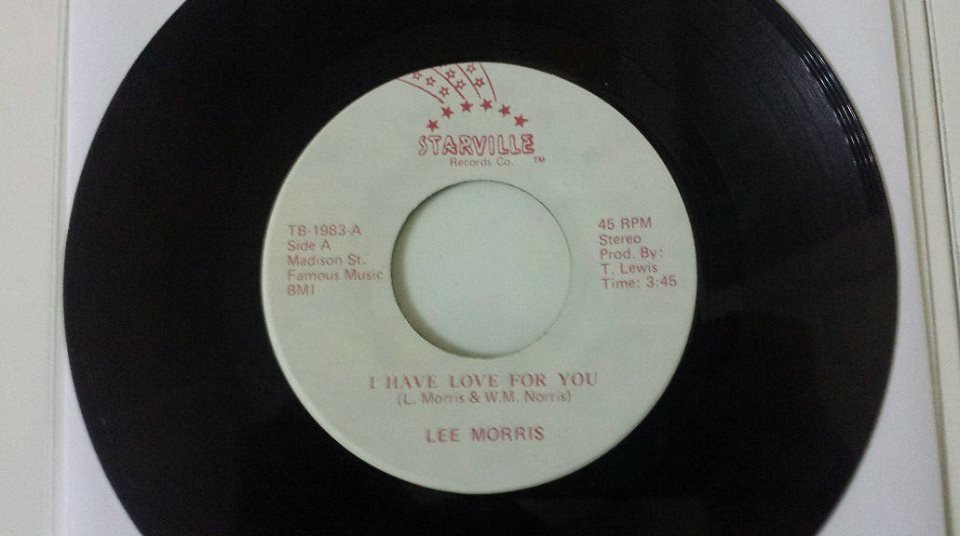 STARVILLE
Records Co. ™
TB-1983-A
Side A
Madison St.
Famous Music
BMI
45 RPM
Stereo
Prod. By:
T. Lewis
Time: 3:45
I HAVE LOVE FOR YOU
(L. Morris & W.M. Norris)
LEE MORRIS